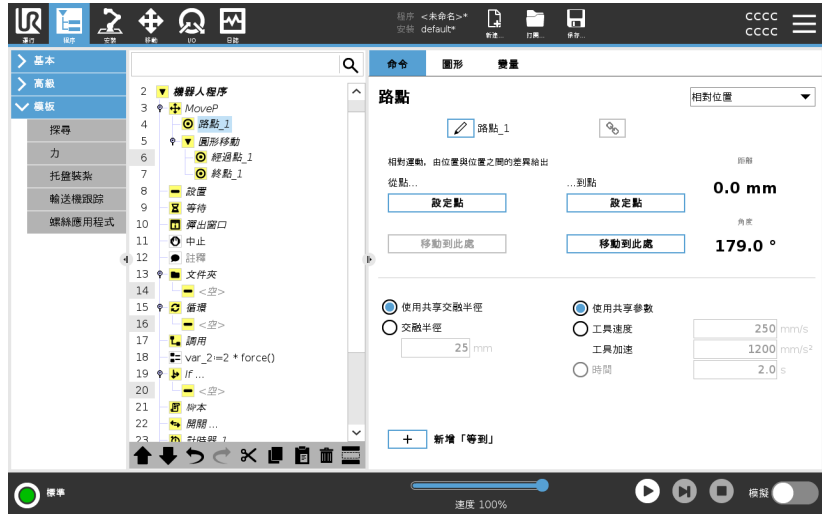 程序 <未命名>*
安裝 default*
cccc
cccc
運行
程序
安裝
移動
I/O
日誌
新建...
打開...
保存...
基本
高級
模板
探尋
力
托盤裝紮
輸送機跟踪
螺絲應用程式
2 機器人程序
3 MoveP
4 路點_1
5 圓形移動
6 經過點_1
7 終點_1
8 設置
9 等待
10 彈出窗口
11 中止
12 註釋
13 文件夾
14 <空>
15 循環
16 <空>
17 調用
18 var_2:=2 * force()
19 If ...
20 <空>
21 腳本
22 開關 ...
23 計時器_1
命令 圖形 變量
路點
相對位置
路點_1
相對運動，由位置與位置之間的差異給出
從點... ...到點
設定點 設定點
移動到此處 移動到此處
距離
0.0 mm
角度
179.0 °
使用共享交融半徑
交融半徑
25 mm
使用共享參數
工具速度 250 mm/s
工具加速 1200 mm/s²
時間 2.0 s
新增「等到」
標準
速度 100%
模擬